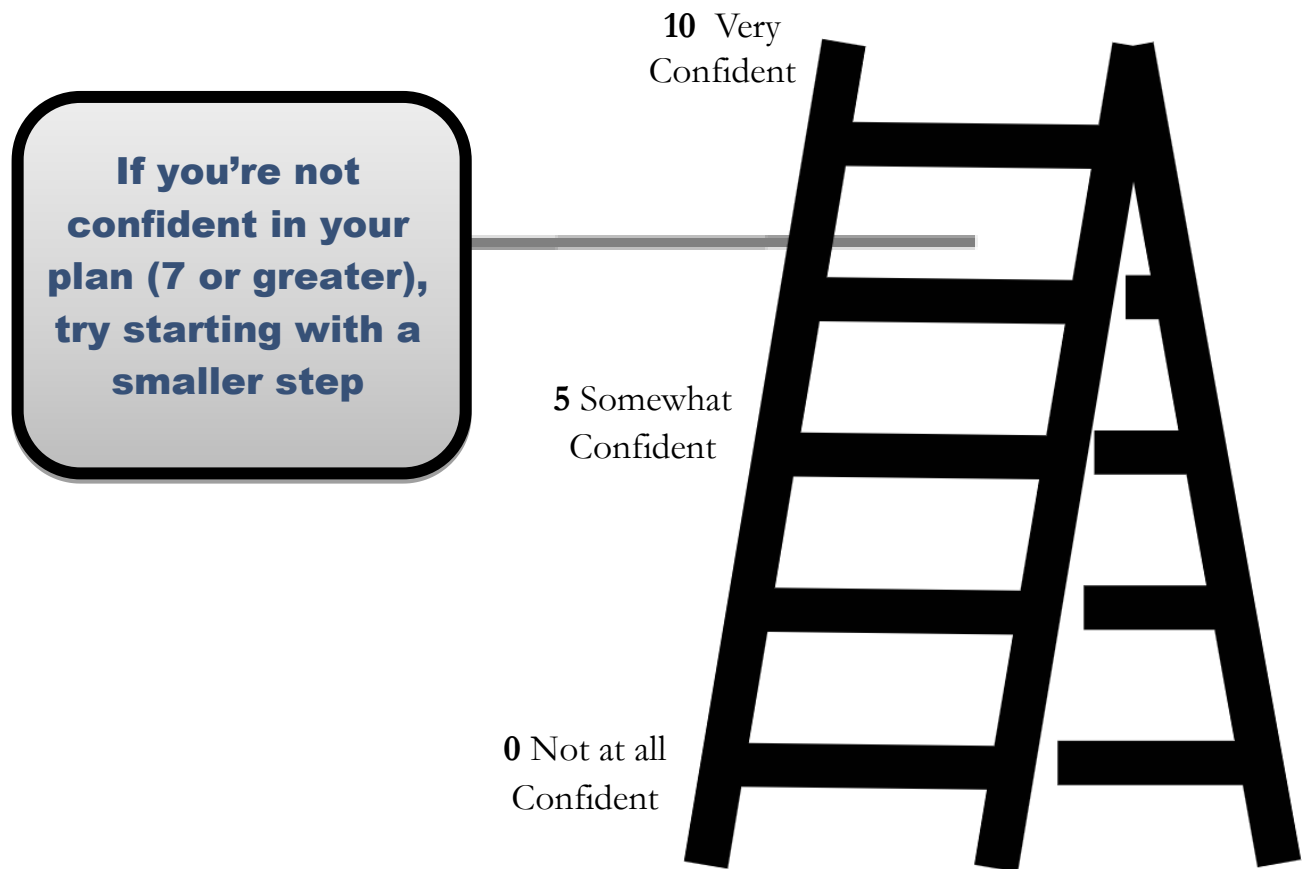 10 Very
Confident
If you’re not
confident in your
plan (7 or greater),
try starting with a
smaller step
5 Somewhat
Confident
0 Not at all
Confident